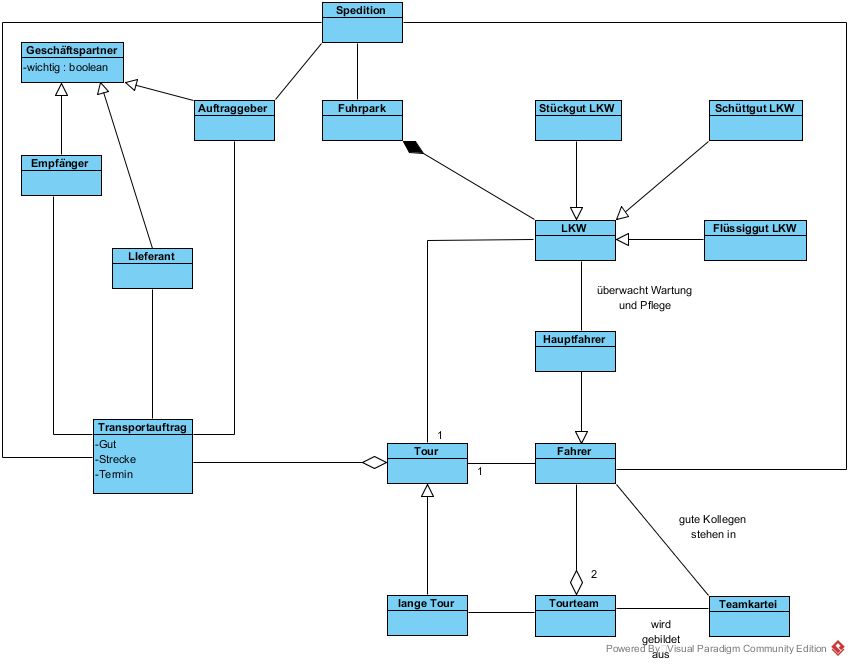 Spedition
Geschäftspartner
-wichtig : boolean
Auftraggeber
Fuhrpark
Stückgut LKW
Schüttgut LKW
Empfänger
LKW
Flüssiggut LKW
LIeferant
überwacht Wartung
und Pflege
Hauptfahrer
Transportauftrag
-Gut
-Strecke
-Termin
1
Tour
1
Fahrer
gute Kollegen
stehen in
2
lange Tour
Tourteam
Teamkartei
wird
gebildet
aus
Powered By Visual Paradigm Community Edition